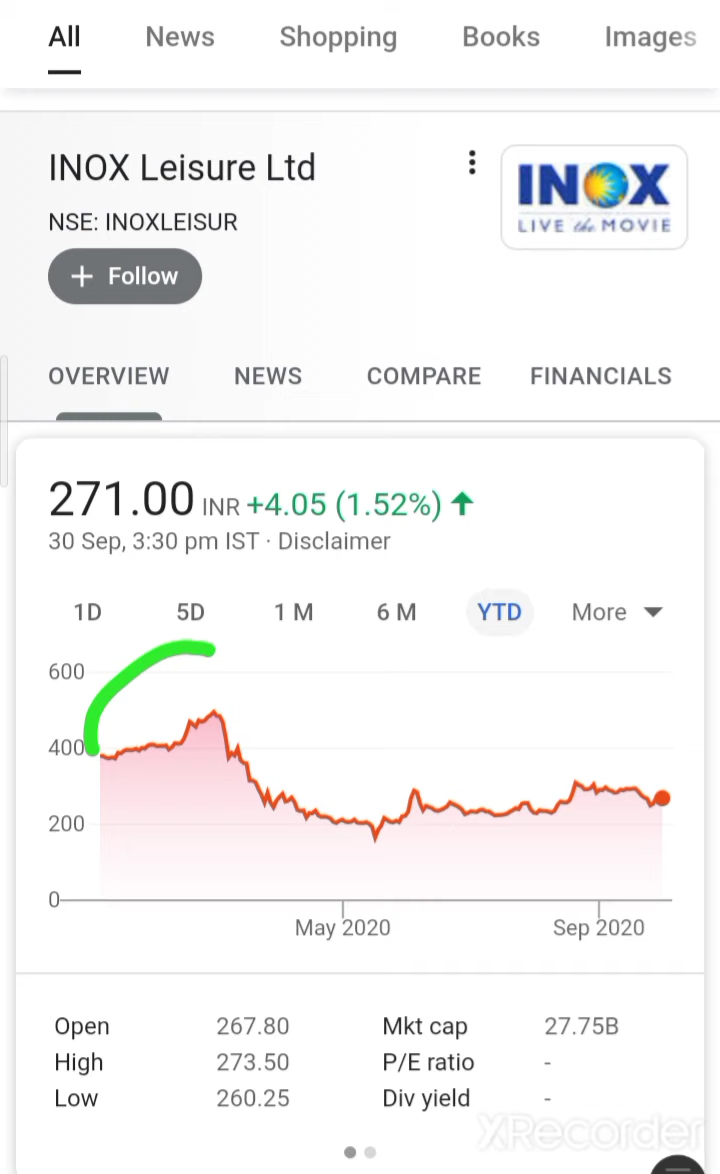 All News Shopping Books Images
INOX Leisure Ltd
INOX
LIVE the MOVIE
NSE: INOXLEISUR
+ Follow
OVERVIEW NEWS COMPARE FINANCIALS
271.00 INR +4.05 (1.52%)
30 Sep, 3:30 pm IST · Disclaimer
1D 5D 1 M 6 M YTD More
600
400
200
0
May 2020 Sep 2020
Open 267.80 Mkt cap 27.75B
High 273.50 P/E ratio -
Low 260.25 Div yield -
XRecorder